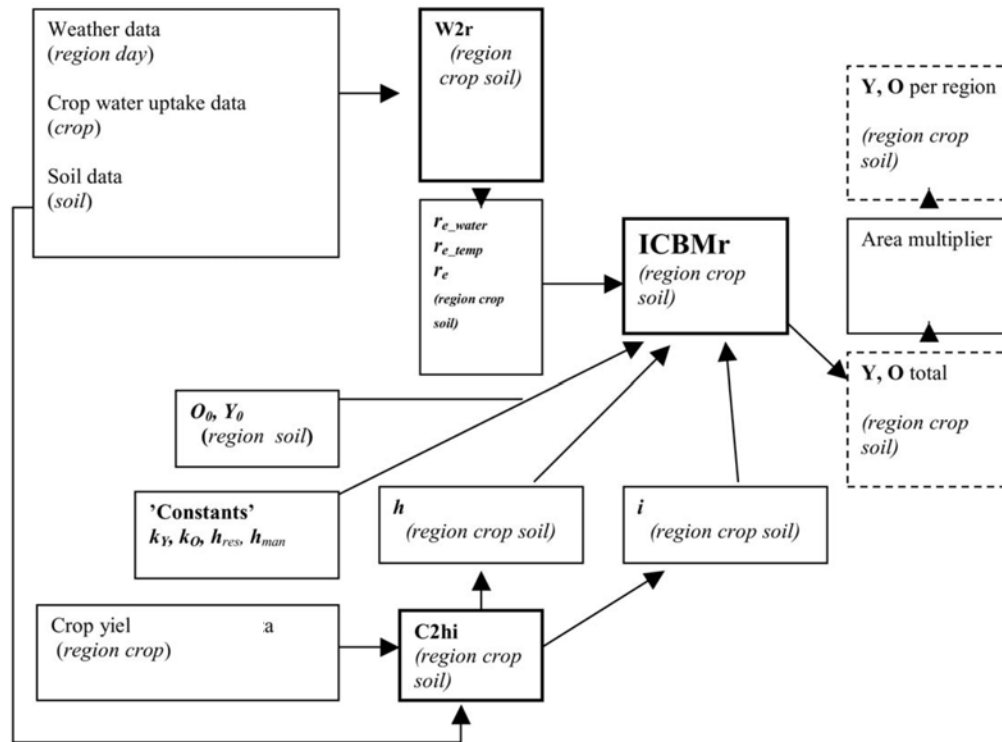 Weather data
(region day)
Crop water uptake data
(crop)
Soil data
(soil)
W2r
(region
crop soil)
r_e_water
r_e_temp
r_e
(region crop
soil)
ICBMr
(region crop
soil)
Y, O per region
(region crop
soil)
Area multiplier
Y, O total
(region crop
soil)
O_0, Y_0
(region soil)
’Constants’
k_Y, k_O, h_res, h_man
h
(region crop soil)
i
(region crop soil)
Crop yiel a
(region crop)
C2hi
(region crop
soil)